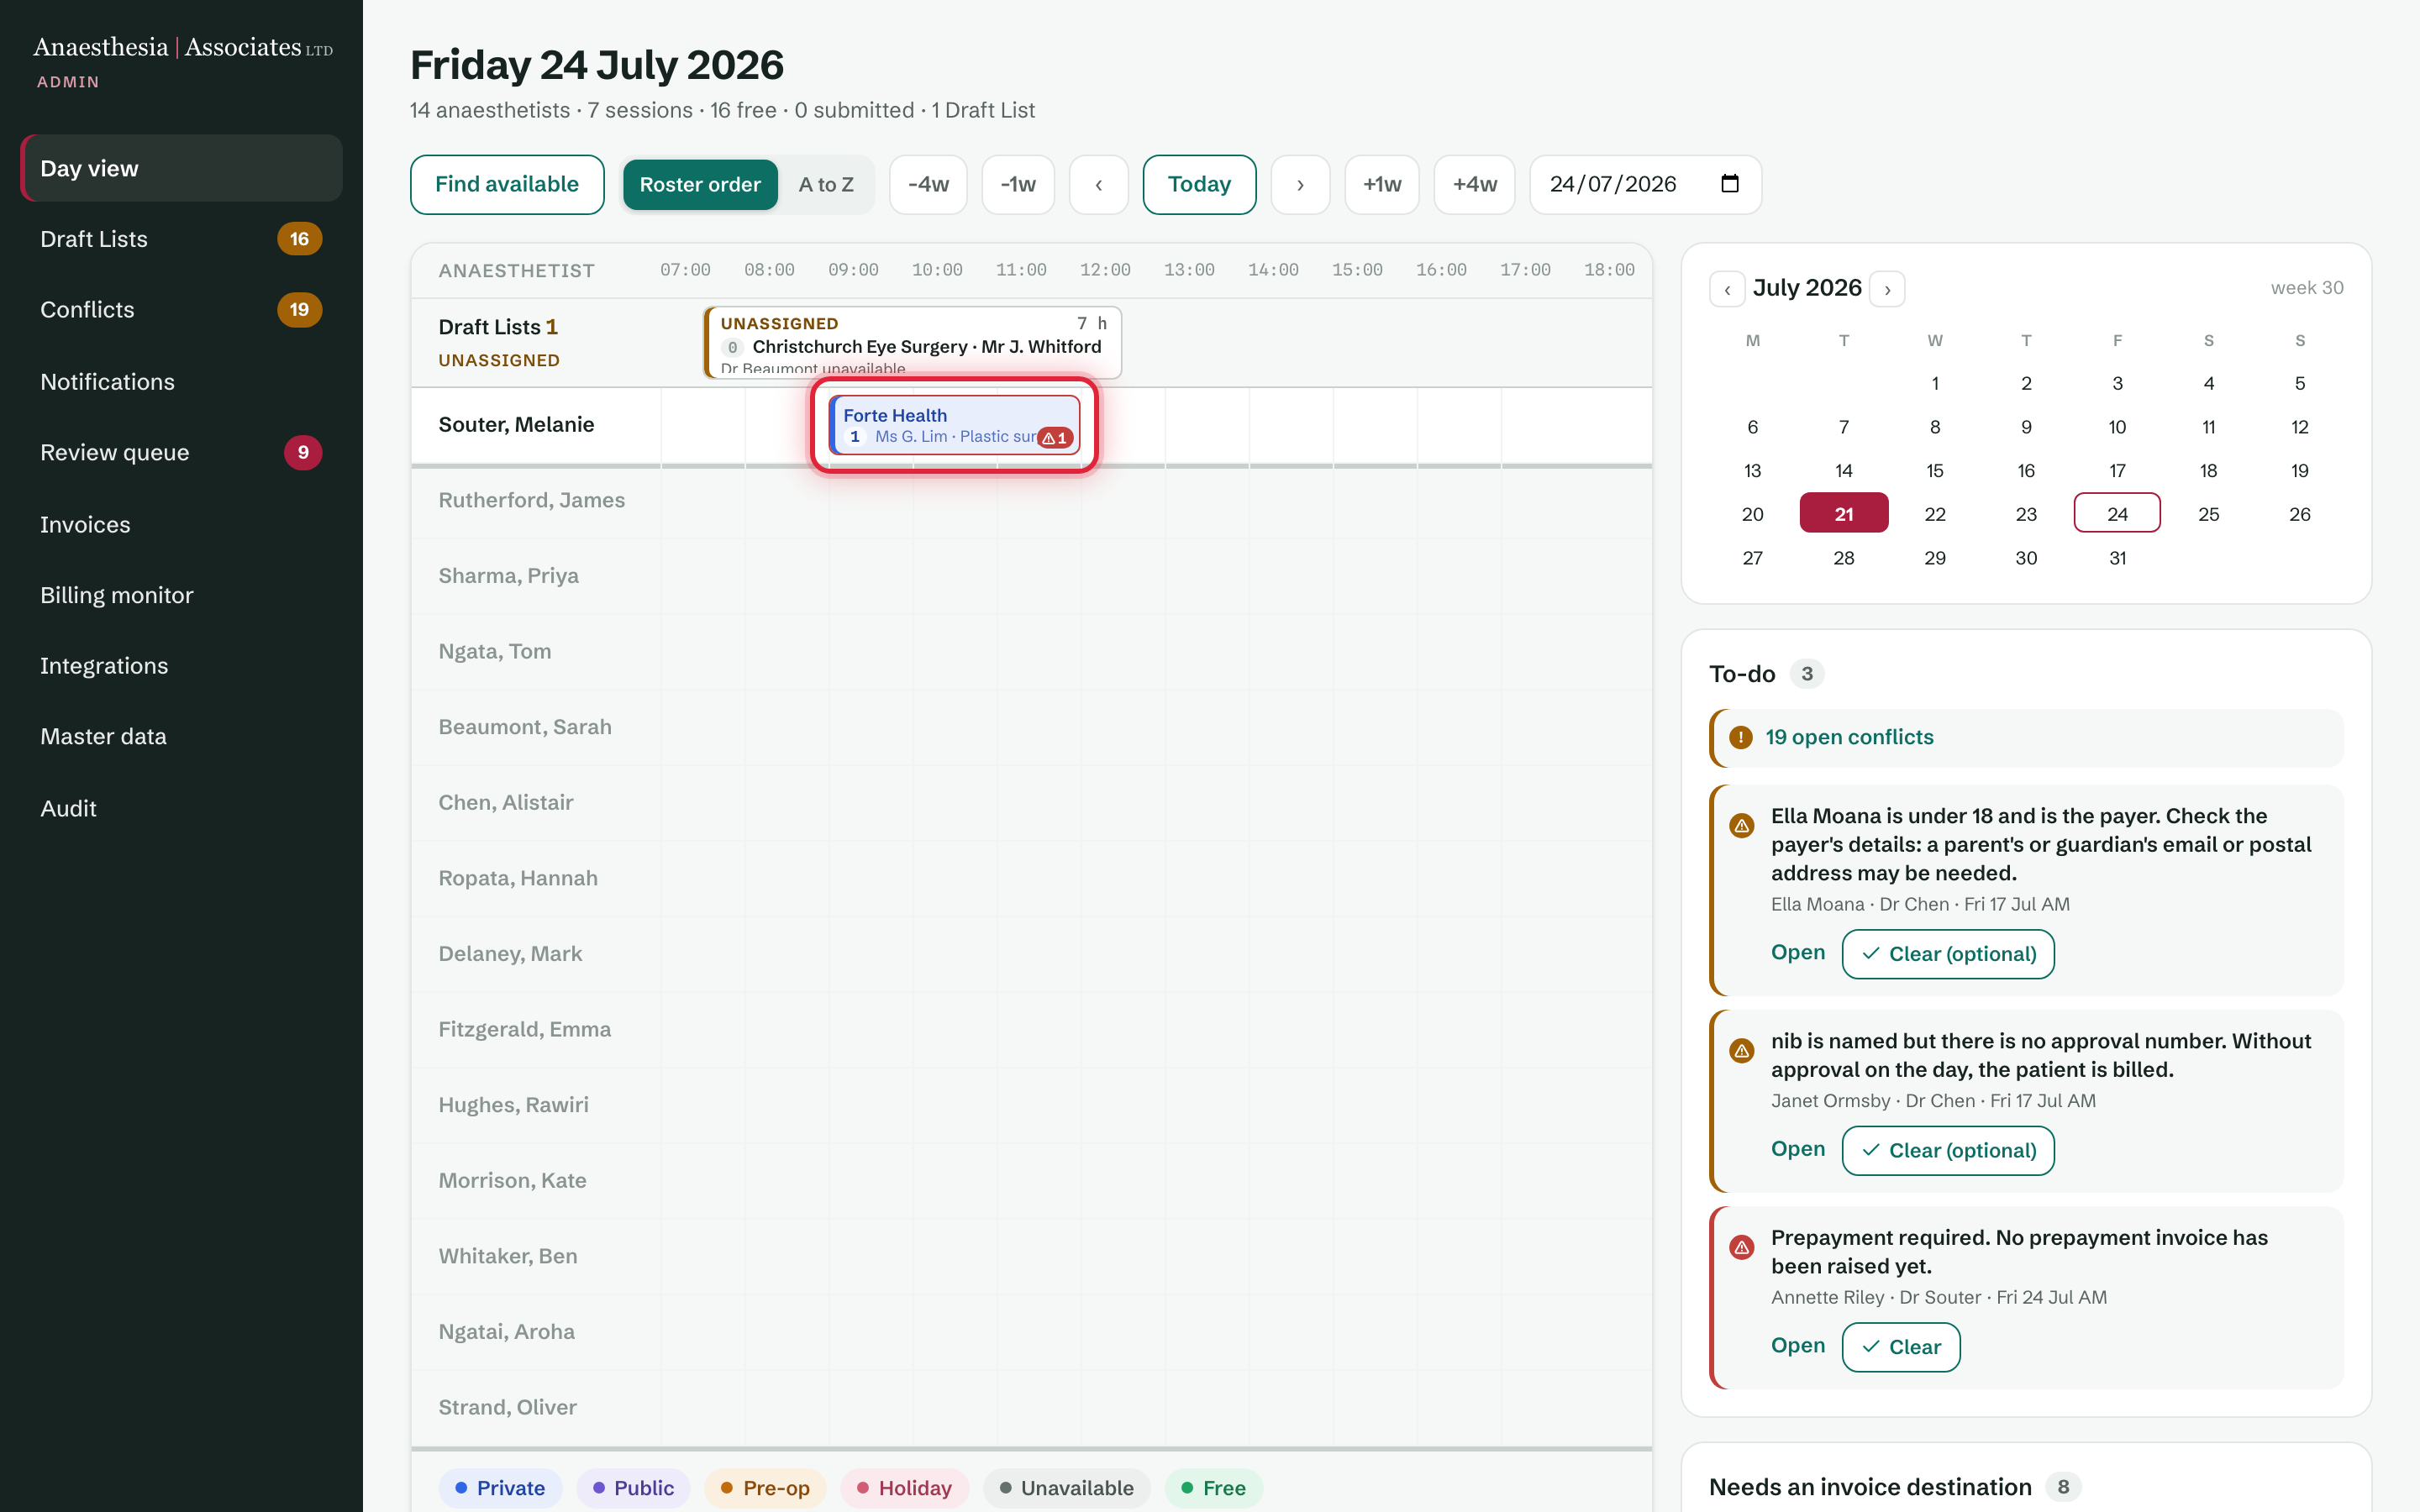 Anaesthesia | Associates LTD
ADMIN
Day view
Draft Lists 16
Conflicts 19
Notifications
Review queue 9
Invoices
Billing monitor
Integrations
Master data
Audit
Friday 24 July 2026
14 anaesthetists · 7 sessions · 16 free · 0 submitted · 1 Draft List
Find available Roster order A to Z -4w -1w ‹ Today › +1w +4w 24/07/2026
ANAESTHETIST 07:00 08:00 09:00 10:00 11:00 12:00 13:00 14:00 15:00 16:00 17:00 18:00
Draft Lists 1
UNASSIGNED
UNASSIGNED 7 h
0 Christchurch Eye Surgery · Mr J. Whitford
Dr Beaumont unavailable
Souter, Melanie
Forte Health
1 Ms G. Lim · Plastic sur 1
Rutherford, James
Sharma, Priya
Ngata, Tom
Beaumont, Sarah
Chen, Alistair
Ropata, Hannah
Delaney, Mark
Fitzgerald, Emma
Hughes, Rawiri
Morrison, Kate
Whitaker, Ben
Ngatai, Aroha
Strand, Oliver
Private Public Pre-op Holiday Unavailable Free
‹ July 2026 › week 30
M T W T F S S
1 2 3 4 5
6 7 8 9 10 11 12
13 14 15 16 17 18 19
20 21 22 23 24 25 26
27 28 29 30 31
To-do 3
19 open conflicts
Ella Moana is under 18 and is the payer. Check the
payer's details: a parent's or guardian's email or postal
address may be needed.
Ella Moana · Dr Chen · Fri 17 Jul AM
Open Clear (optional)
nib is named but there is no approval number. Without
approval on the day, the patient is billed.
Janet Ormsby · Dr Chen · Fri 17 Jul AM
Open Clear (optional)
Prepayment required. No prepayment invoice has
been raised yet.
Annette Riley · Dr Souter · Fri 24 Jul AM
Open Clear
Needs an invoice destination 8